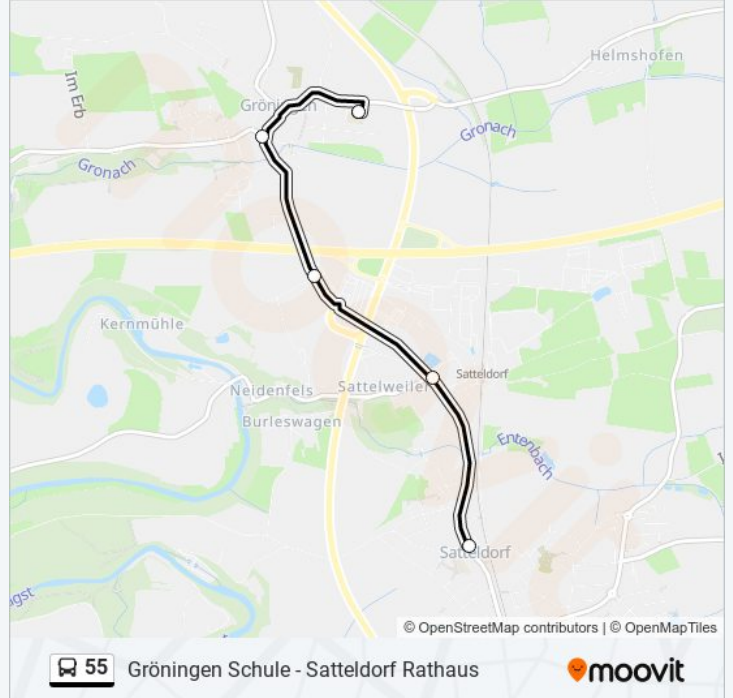 Helmshofen
Im Erb
Gröningen
Gronach
Gronach
Kernmühle
Satteldorf
Neidenfels
Sattelweiler
Burleswagen
Entenbach
Satteldorf
© OpenStreetMap contributors | © OpenMapTiles
55 Gröningen Schule - Satteldorf Rathaus
moovit